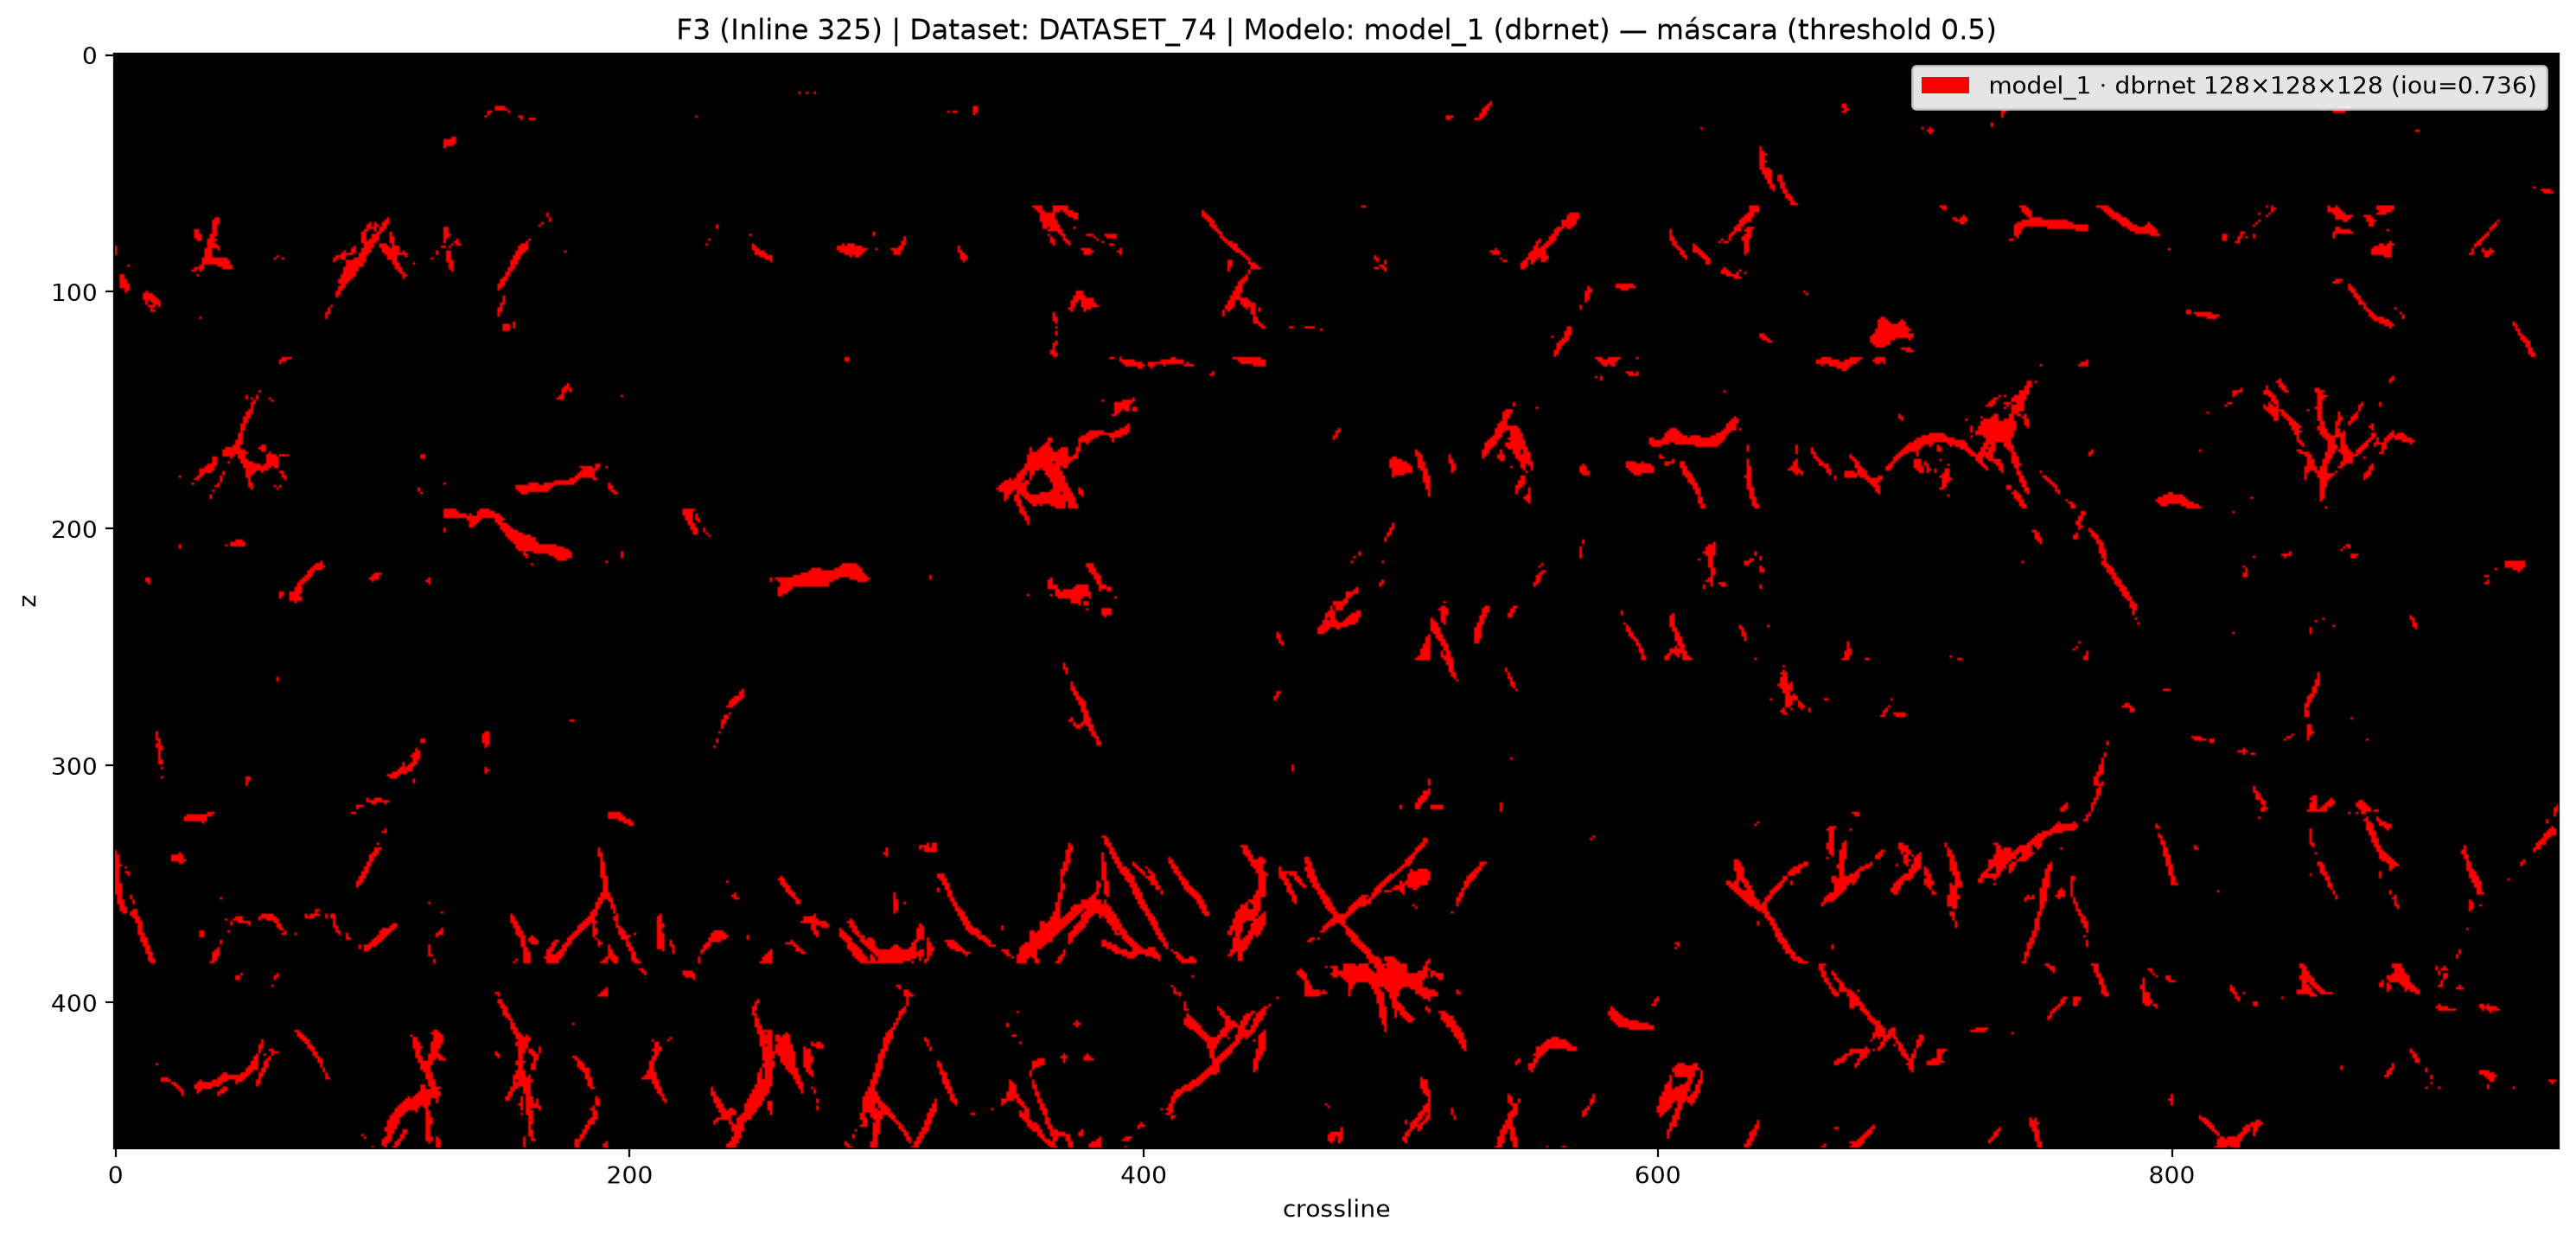 F3 (Inline 325) | Dataset: DATASET_74 | Modelo: model_1 (dbrnet) — máscara (threshold 0.5)
model_1 · dbrnet 128×128×128 (iou=0.736)
0
100
200
300
400
z
0 200 400 600 800
crossline